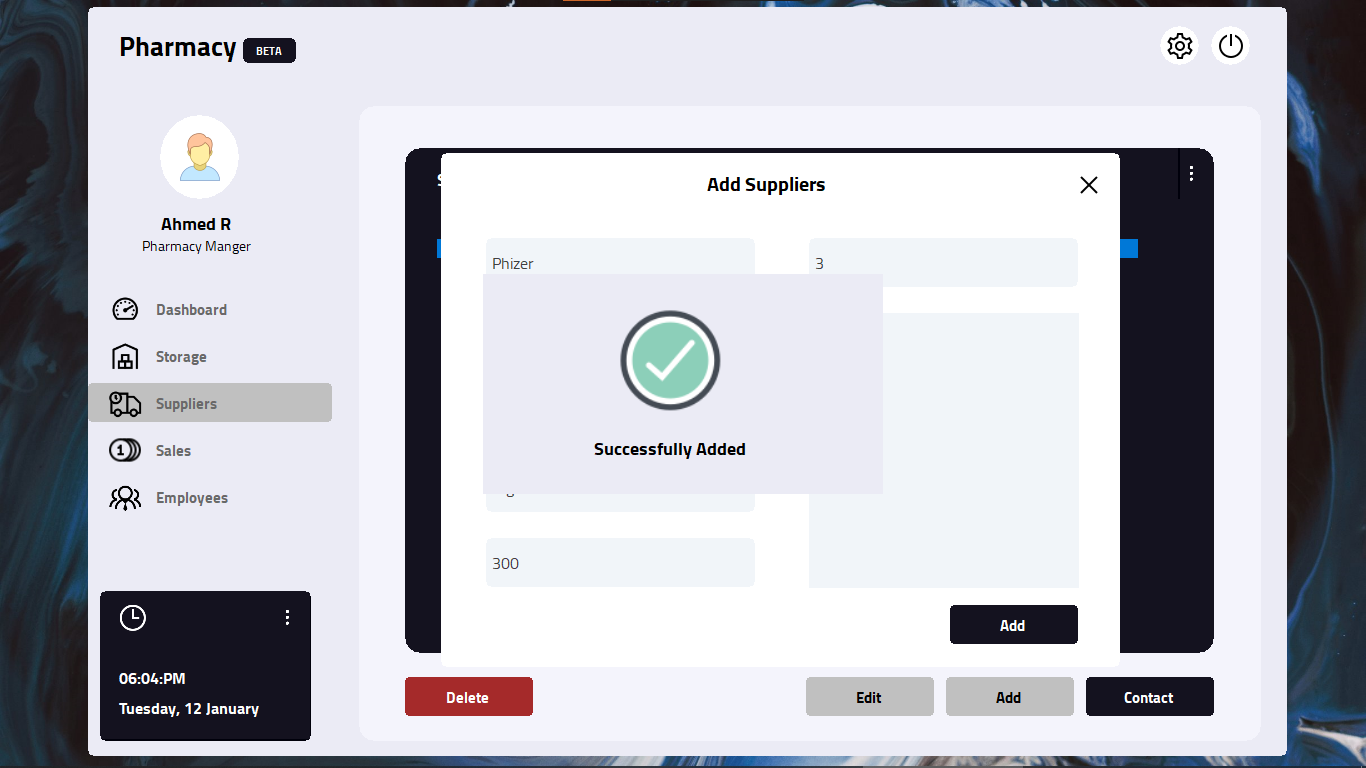 Pharmacy BETA
Ahmed R
Pharmacy Manger
Dashboard
Storage
Suppliers
Sales
Employees
06:04:PM
Tuesday, 12 January
Add Suppliers
Phizer
3
Successfully Added
300
Add
Delete
Edit
Add
Contact